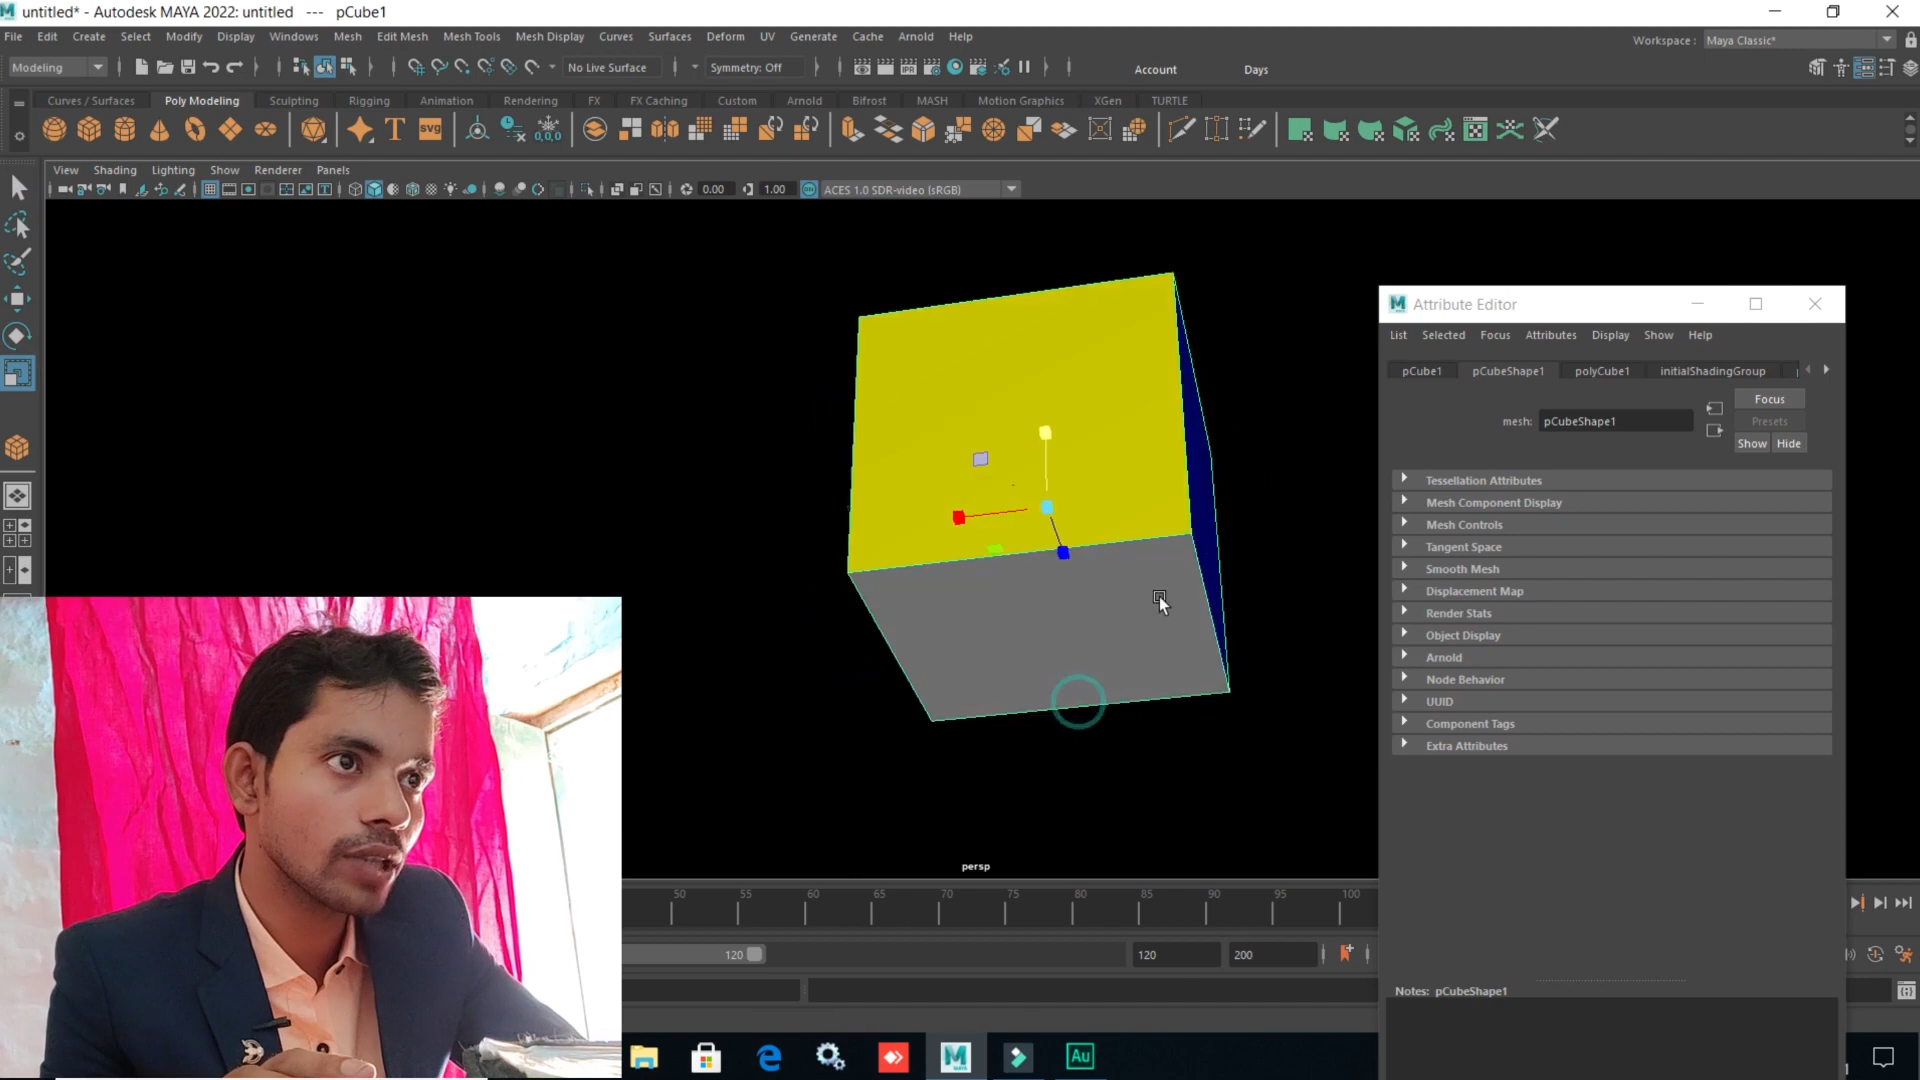 untitled* - Autodesk MAYA 2022: untitled --- pCube1
File Edit Create Select Modify Display Windows Mesh Edit Mesh Mesh Tools Mesh Display Curves Surfaces Deform UV Generate Cache Arnold Help
Workspace : Maya Classic*
Modeling No Live Surface Symmetry: Off Account Days
Curves / Surfaces Poly Modeling Sculpting Rigging Animation Rendering FX FX Caching Custom Arnold Bifrost MASH Motion Graphics XGen TURTLE
T SVG 0,0,0
View Shading Lighting Show Renderer Panels
0.00 1.00 ON ACES 1.0 SDR-video (sRGB)
Attribute Editor
List Selected Focus Attributes Display Show Help
pCube1 pCubeShape1 polyCube1 initialShadingGroup
Focus
mesh: pCubeShape1 Presets
Show Hide
Tessellation Attributes
Mesh Component Display
Mesh Controls
Tangent Space
Smooth Mesh
Displacement Map
Render Stats
Object Display
Arnold
Node Behavior
UUID
Component Tags
Extra Attributes
persp
50 55 60 65 70 75 80 85 90 95 100
120 120 200
Notes: pCubeShape1
M Au